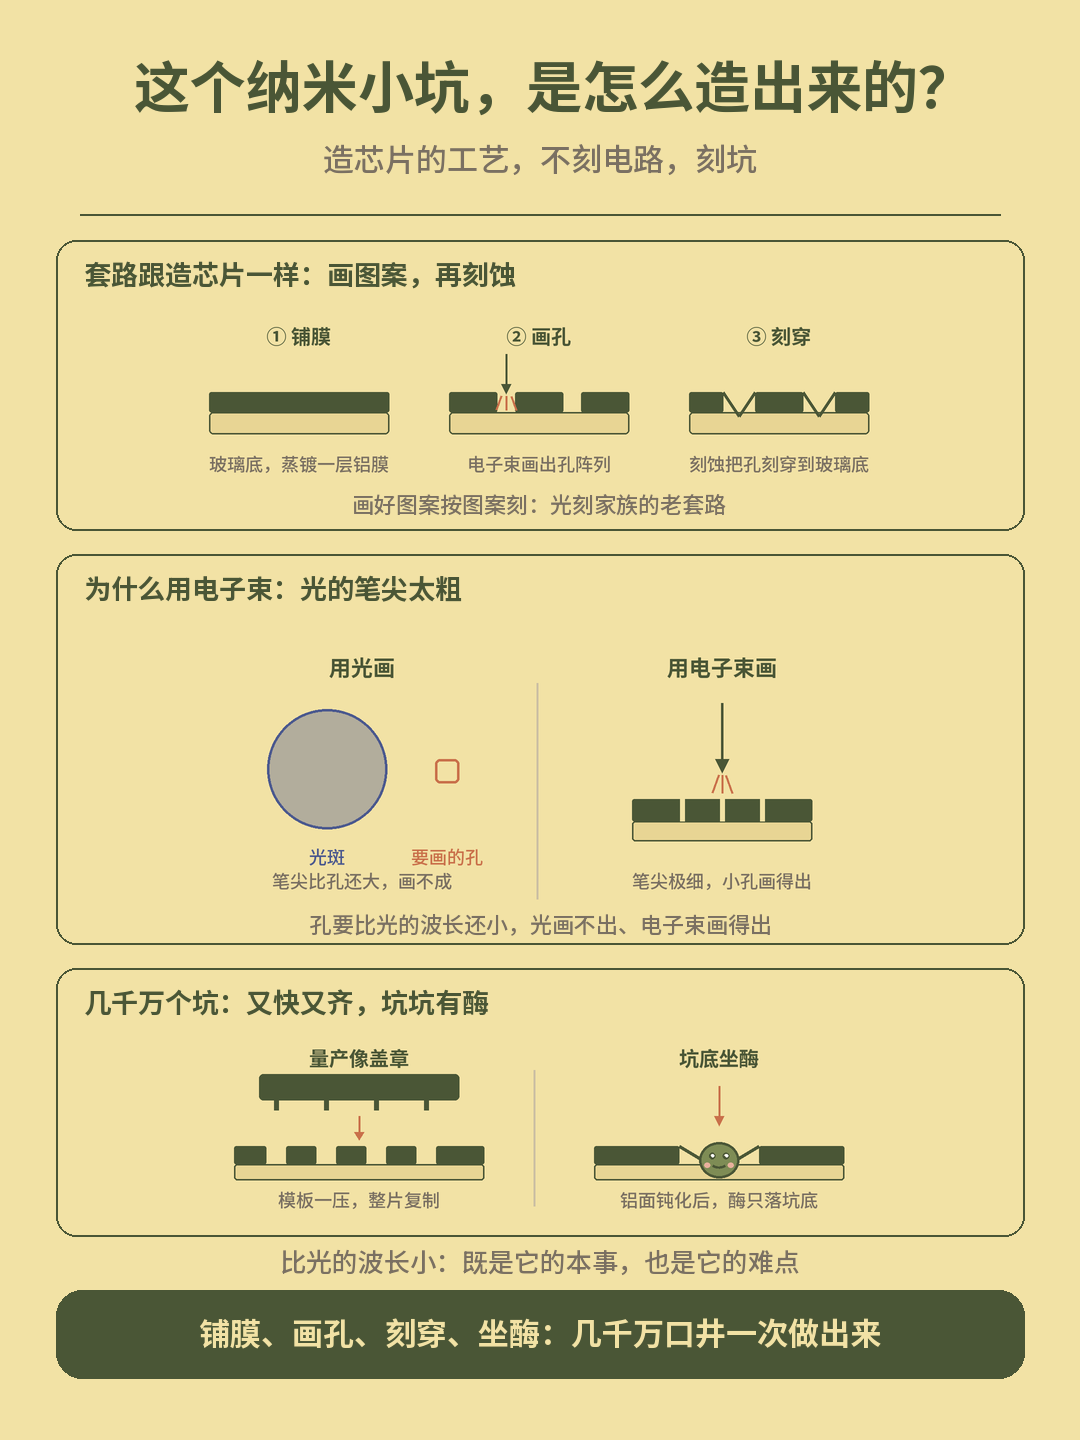 这个纳米小坑，是怎么造出来的？
造芯片的工艺，不刻电路，刻坑
套路跟造芯片一样：画图案，再刻蚀
① 铺膜
② 画孔
③ 刻穿
玻璃底，蒸镀一层铝膜
电子束画出孔阵列
刻蚀把孔刻穿到玻璃底
画好图案按图案刻：光刻家族的老套路
为什么用电子束：光的笔尖太粗
用光画
用电子束画
光斑
要画的孔
笔尖比孔还大，画不成
笔尖极细，小孔画得出
孔要比光的波长还小，光画不出、电子束画得出
几千万个坑：又快又齐，坑坑有酶
量产像盖章
坑底坐酶
模板一压，整片复制
铝面钝化后，酶只落坑底
比光的波长小：既是它的本事，也是它的难点
铺膜、画孔、刻穿、坐酶：几千万口井一次做出来